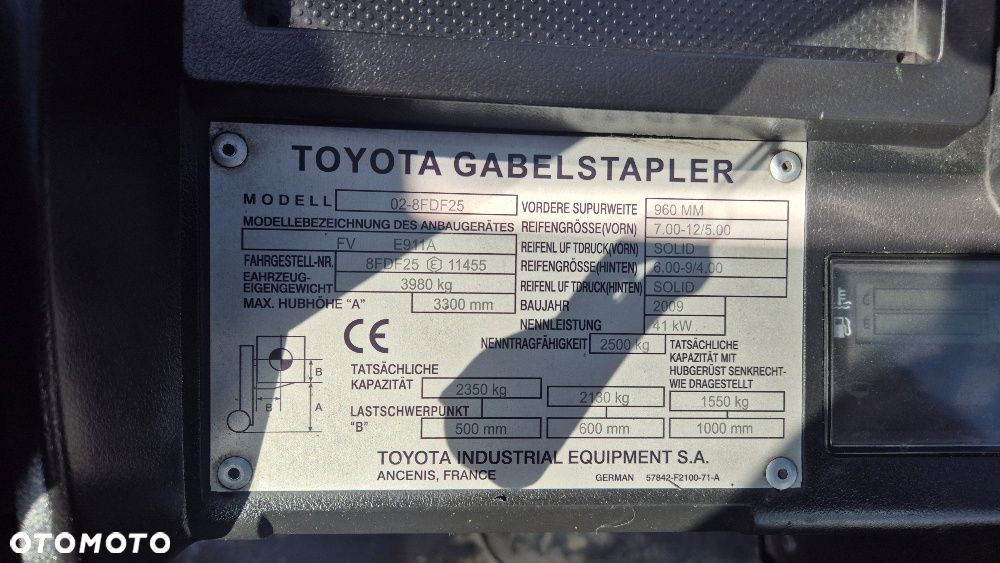 TOYOTA GABELSTAPLER
MODELL 02-8FDF25
MODELLEBEZEICHNUNG DES ANBAUGERÄTES
FV E911A
FAHRGESTELL-NR. 8FDF25 E 11455
EAHRZEUG-
EIGENGEWICHT 3980 kg
MAX. HUBHÖHE "A" 3300 mm
VORDERE SUPURWEITE 960 MM
REIFENGRÖSSE(VORN) 7.00-12/5.00
REIFENL UF TDRUCK(VORN) SOLID
REIFENGRÖSSE(HINTEN) 6.00-9/4.00
REIFENL UF TDRUCK(HINTEN) SOLID
BAUJAHR 2009
NENNLEISTUNG 41 kW
NENNTRAGFÄHIGKEIT 2500 kg
TATSÄCHLICHE
KAPAZITÄT MIT
HUBGERÜST SENKRECHT-
WIE DRAGESTELLT
CE
B
B
A
TATSÄCHLICHE
KAPAZITÄT 2350 kg 2130 kg 1550 kg
LASTSCHWERPUNKT
"B" 500 mm 600 mm 1000 mm
TOYOTA INDUSTRIAL EQUIPMENT S.A.
ANCENIS, FRANCE GERMAN 57842-F2100-71-A
E
OTOMOTO